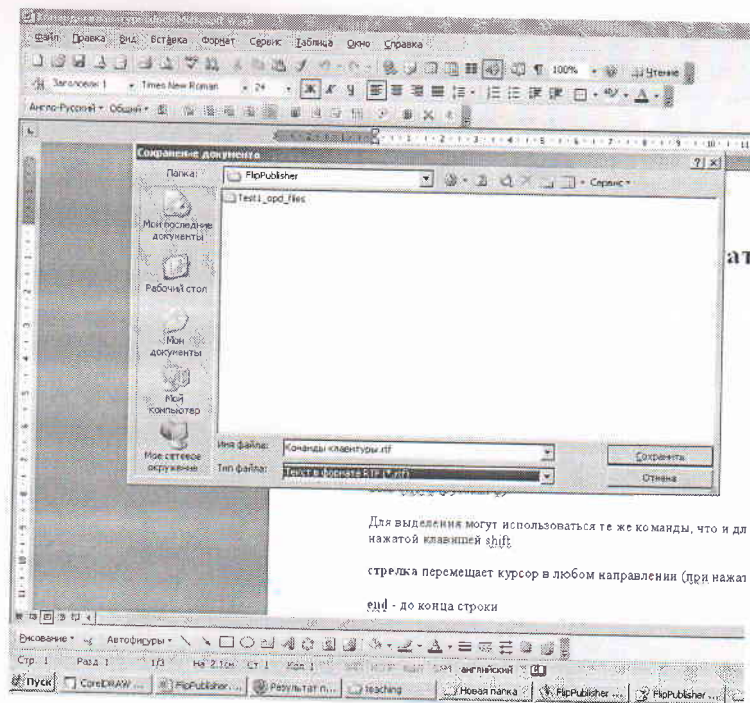 Файл Правка Вид Вставка Формат Сервис Таблица Окно Справка
100% Чтение
Заголовок 1 Times New Roman 24 Ж К Ч
Англо-Русский Общий
Сохранение документа
Папка: FlipPublisher Сервис
Test1_opd_files
Мои последние документы
Рабочий стол
Мои документы
Мой компьютер
Мое сетевое окружение
Имя файла: Команды клавитуры.rtf Сохранить
Тип файла: Текст в формате RTF (*.rtf) Отмена
Для выделения могут использоваться те же команды, что и дл
нажатой клавишей shift
стрелка перемещает курсор в любом направлении (при нажат
end - до конца строки
Рисование Автофигуры
Стр. 1 Разд 1 1/3 На 2.1см Ст 1 Кол 1 английский
Пуск CorelDRAW ... FlipPublisher... Результат п... teaching Новая папка FlipPublisher ... FlipPublisher ...